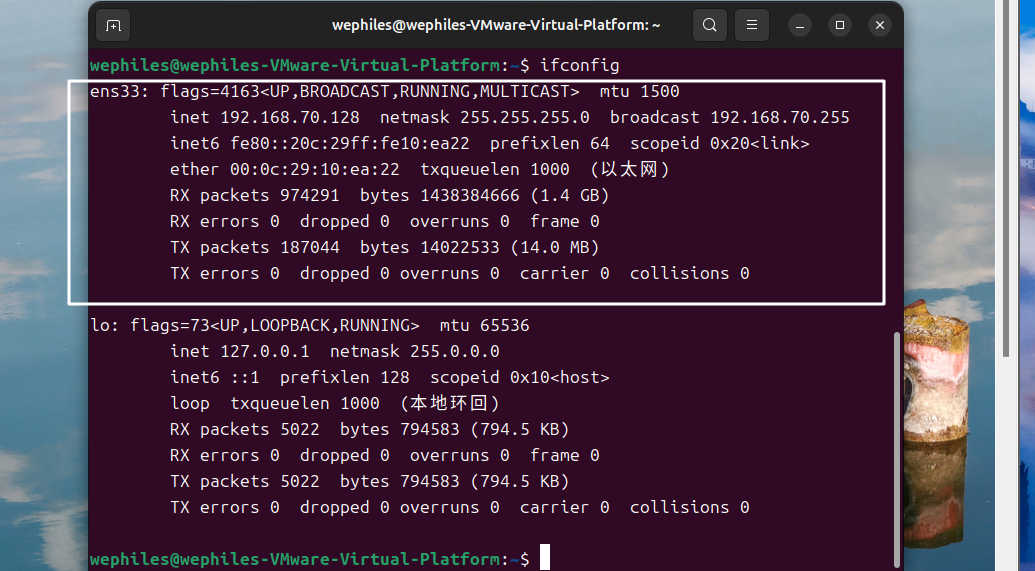 wephiles@wephiles-VMware-Virtual-Platform: ~
wephiles@wephiles-VMware-Virtual-Platform:~$ ifconfig
ens33: flags=4163<UP,BROADCAST,RUNNING,MULTICAST>  mtu 1500
        inet 192.168.70.128  netmask 255.255.255.0  broadcast 192.168.70.255
        inet6 fe80::20c:29ff:fe10:ea22  prefixlen 64  scopeid 0x20<link>
        ether 00:0c:29:10:ea:22  txqueuelen 1000  (以太网)
        RX packets 974291  bytes 1438384666 (1.4 GB)
        RX errors 0  dropped 0  overruns 0  frame 0
        TX packets 187044  bytes 14022533 (14.0 MB)
        TX errors 0  dropped 0 overruns 0  carrier 0  collisions 0
lo: flags=73<UP,LOOPBACK,RUNNING>  mtu 65536
        inet 127.0.0.1  netmask 255.0.0.0
        inet6 ::1  prefixlen 128  scopeid 0x10<host>
        loop  txqueuelen 1000  (本地环回)
        RX packets 5022  bytes 794583 (794.5 KB)
        RX errors 0  dropped 0  overruns 0  frame 0
        TX packets 5022  bytes 794583 (794.5 KB)
        TX errors 0  dropped 0 overruns 0  carrier 0  collisions 0
wephiles@wephiles-VMware-Virtual-Platform:~$